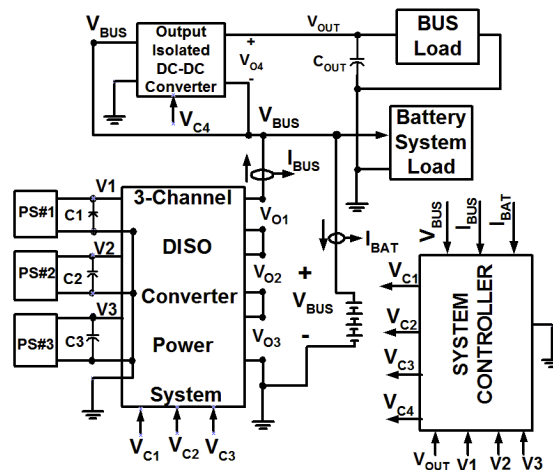 VBUS
Output
Isolated
DC-DC
Converter
+
VO4
-
VC4
VOUT
COUT
BUS
Load
VBUS
IBUS
Battery
System
Load
PS#1
PS#2
PS#3
V1
C1
V2
C2
V3
C3
3-Channel
DISO
Converter
Power
System
VO1
VO2
VO3
VC1
VC2
VC3
IBAT
+
VBUS
-
VBUS
IBUS
IBAT
VC1
VC2
VC3
VC4
SYSTEM
CONTROLLER
VOUT
V1
V2
V3